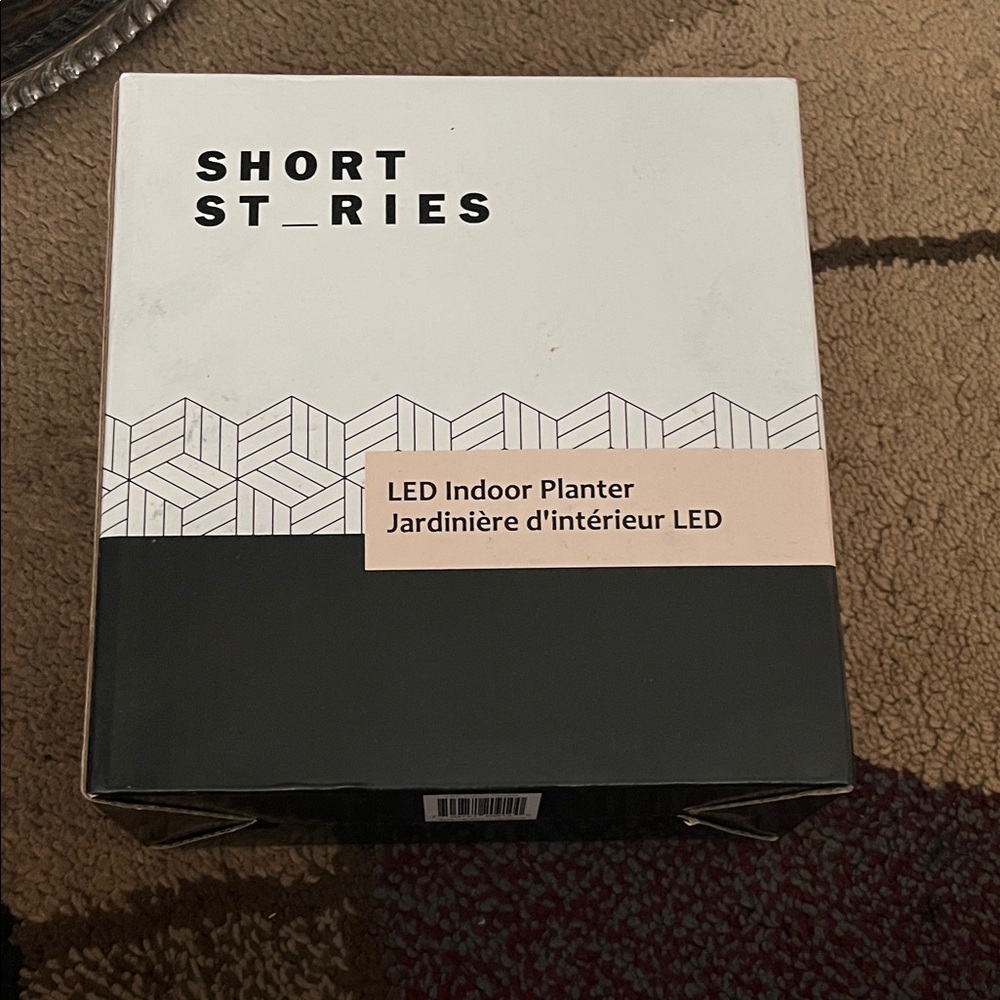 SHORT
ST_RIES
LED Indoor Planter
Jardinière d'intérieur LED